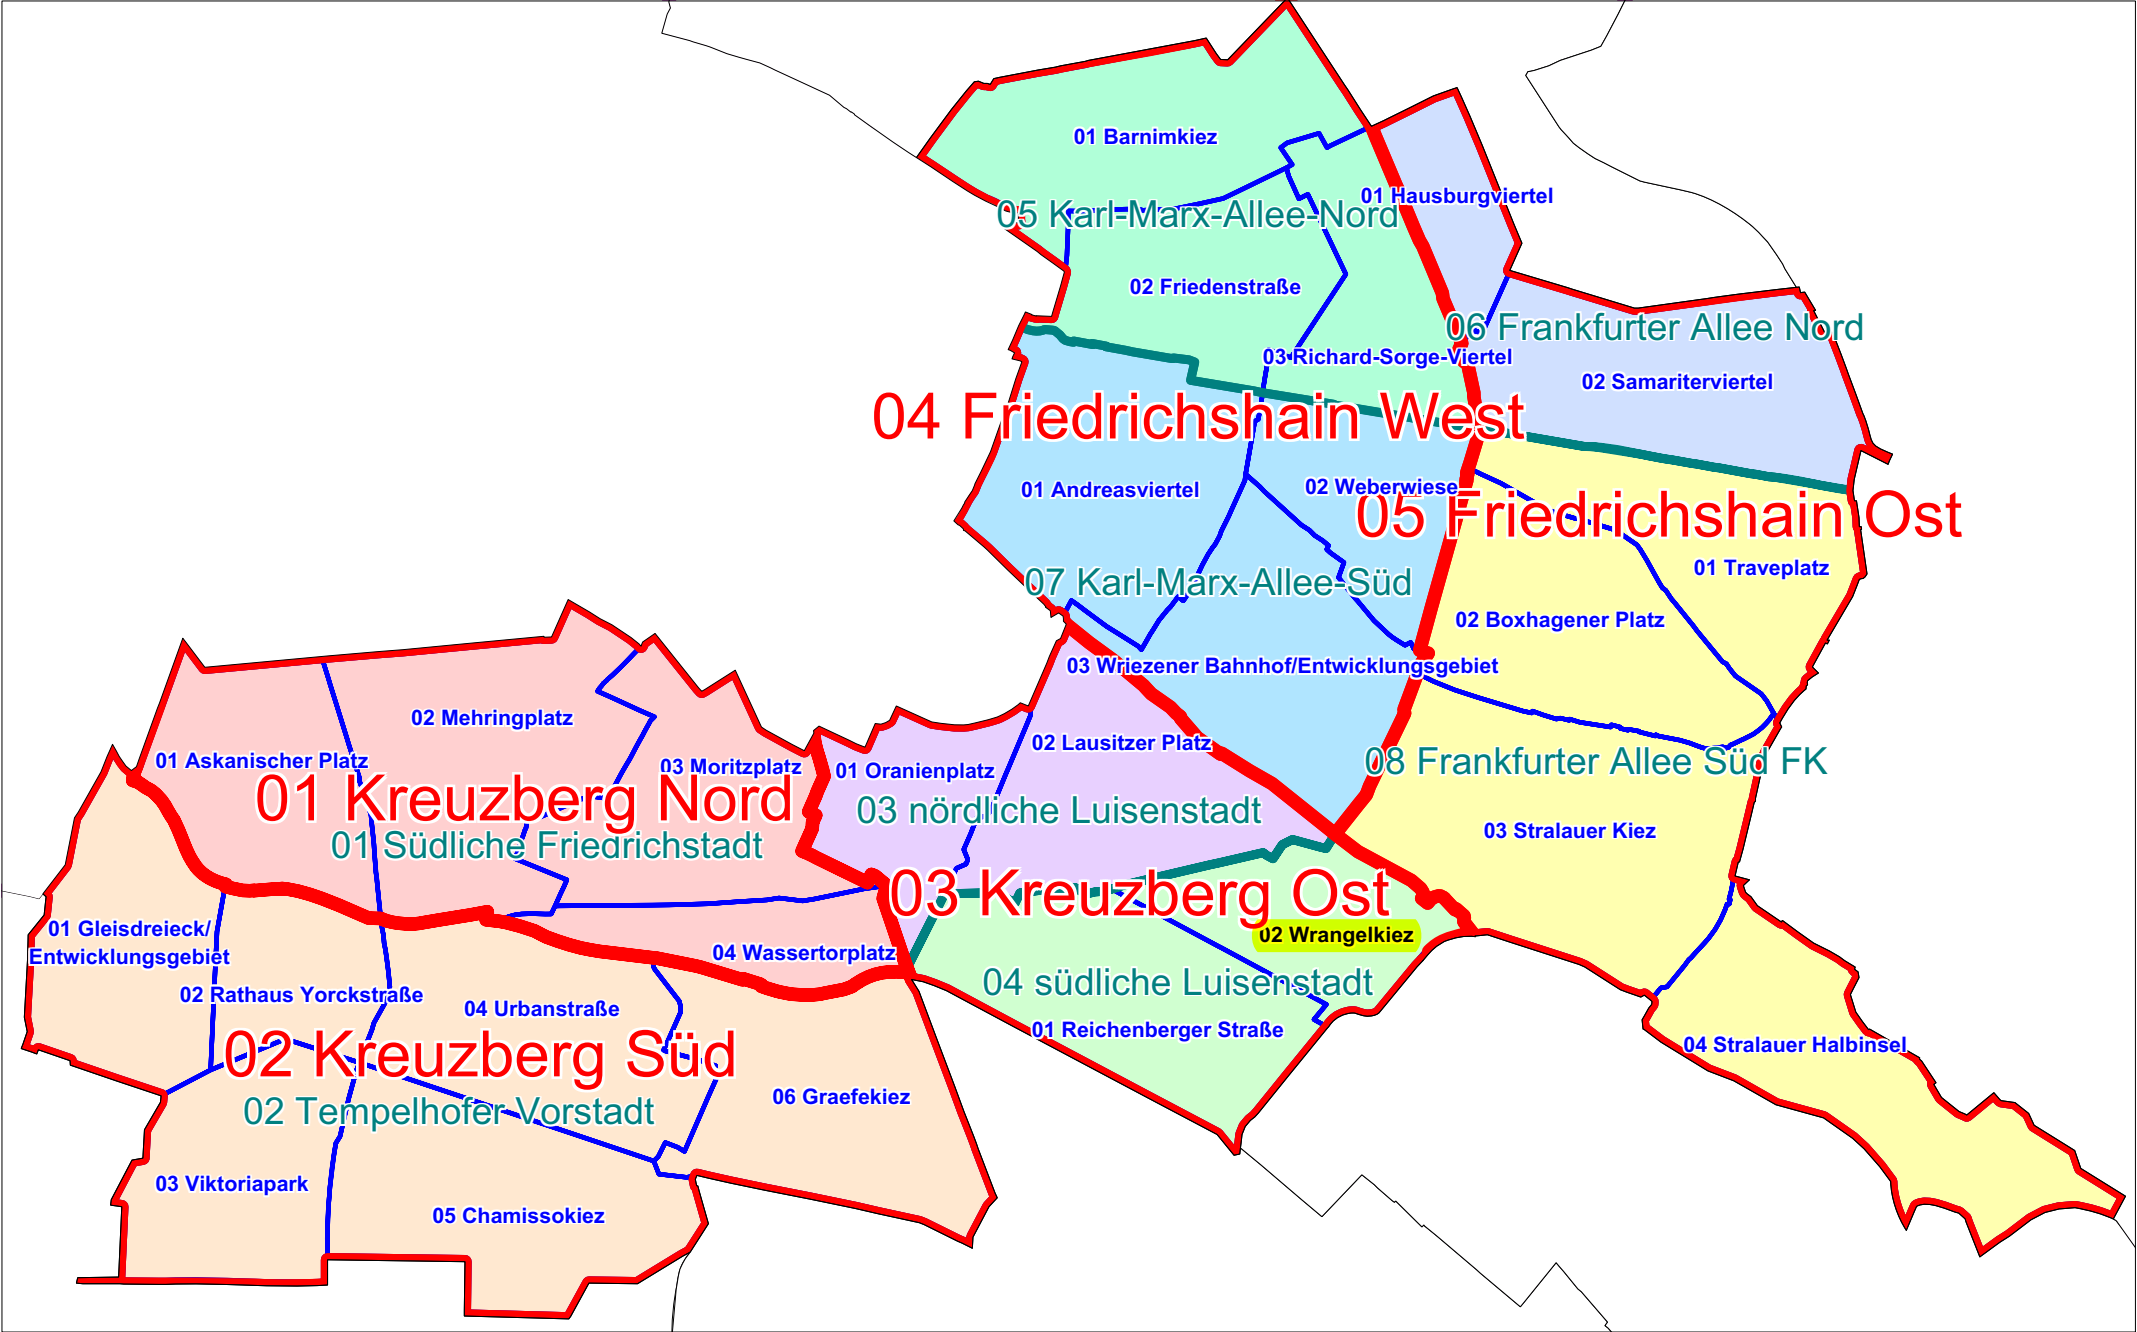 01 Barnimkiez
01 Hausburgviertel
05 Karl-Marx-Allee-Nord
02 Friedenstraße
06 Frankfurter Allee Nord
03 Richard-Sorge-Viertel
02 Samariterviertel
04 Friedrichshain West
01 Andreasviertel
02 Weberwiese
05 Friedrichshain Ost
01 Traveplatz
07 Karl-Marx-Allee-Süd
02 Boxhagener Platz
03 Wriezener Bahnhof/Entwicklungsgebiet
02 Mehringplatz
02 Lausitzer Platz
01 Askanischer Platz
03 Moritzplatz
01 Oranienplatz
08 Frankfurter Allee Süd FK
01 Kreuzberg Nord
03 nördliche Luisenstadt
03 Stralauer Kiez
01 Südliche Friedrichstadt
03 Kreuzberg Ost
01 Gleisdreieck/
Entwicklungsgebiet
02 Wrangelkiez
04 Wassertorplatz
04 südliche Luisenstadt
02 Rathaus Yorckstraße
04 Urbanstraße
01 Reichenberger Straße
04 Stralauer Halbinsel
02 Kreuzberg Süd
06 Graefekiez
02 Tempelhofer Vorstadt
03 Viktoriapark
05 Chamissokiez